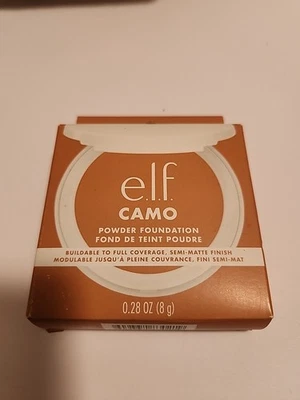 e.l.f.
CAMO
POWDER FOUNDATION
FOND DE TEINT POUDRE
BUILDABLE TO FULL COVERAGE, SEMI-MATTE FINISH
MODULABLE JUSQU'À PLEINE COUVRANCE, FINI SEMI-MAT
0.28 OZ (8 g)